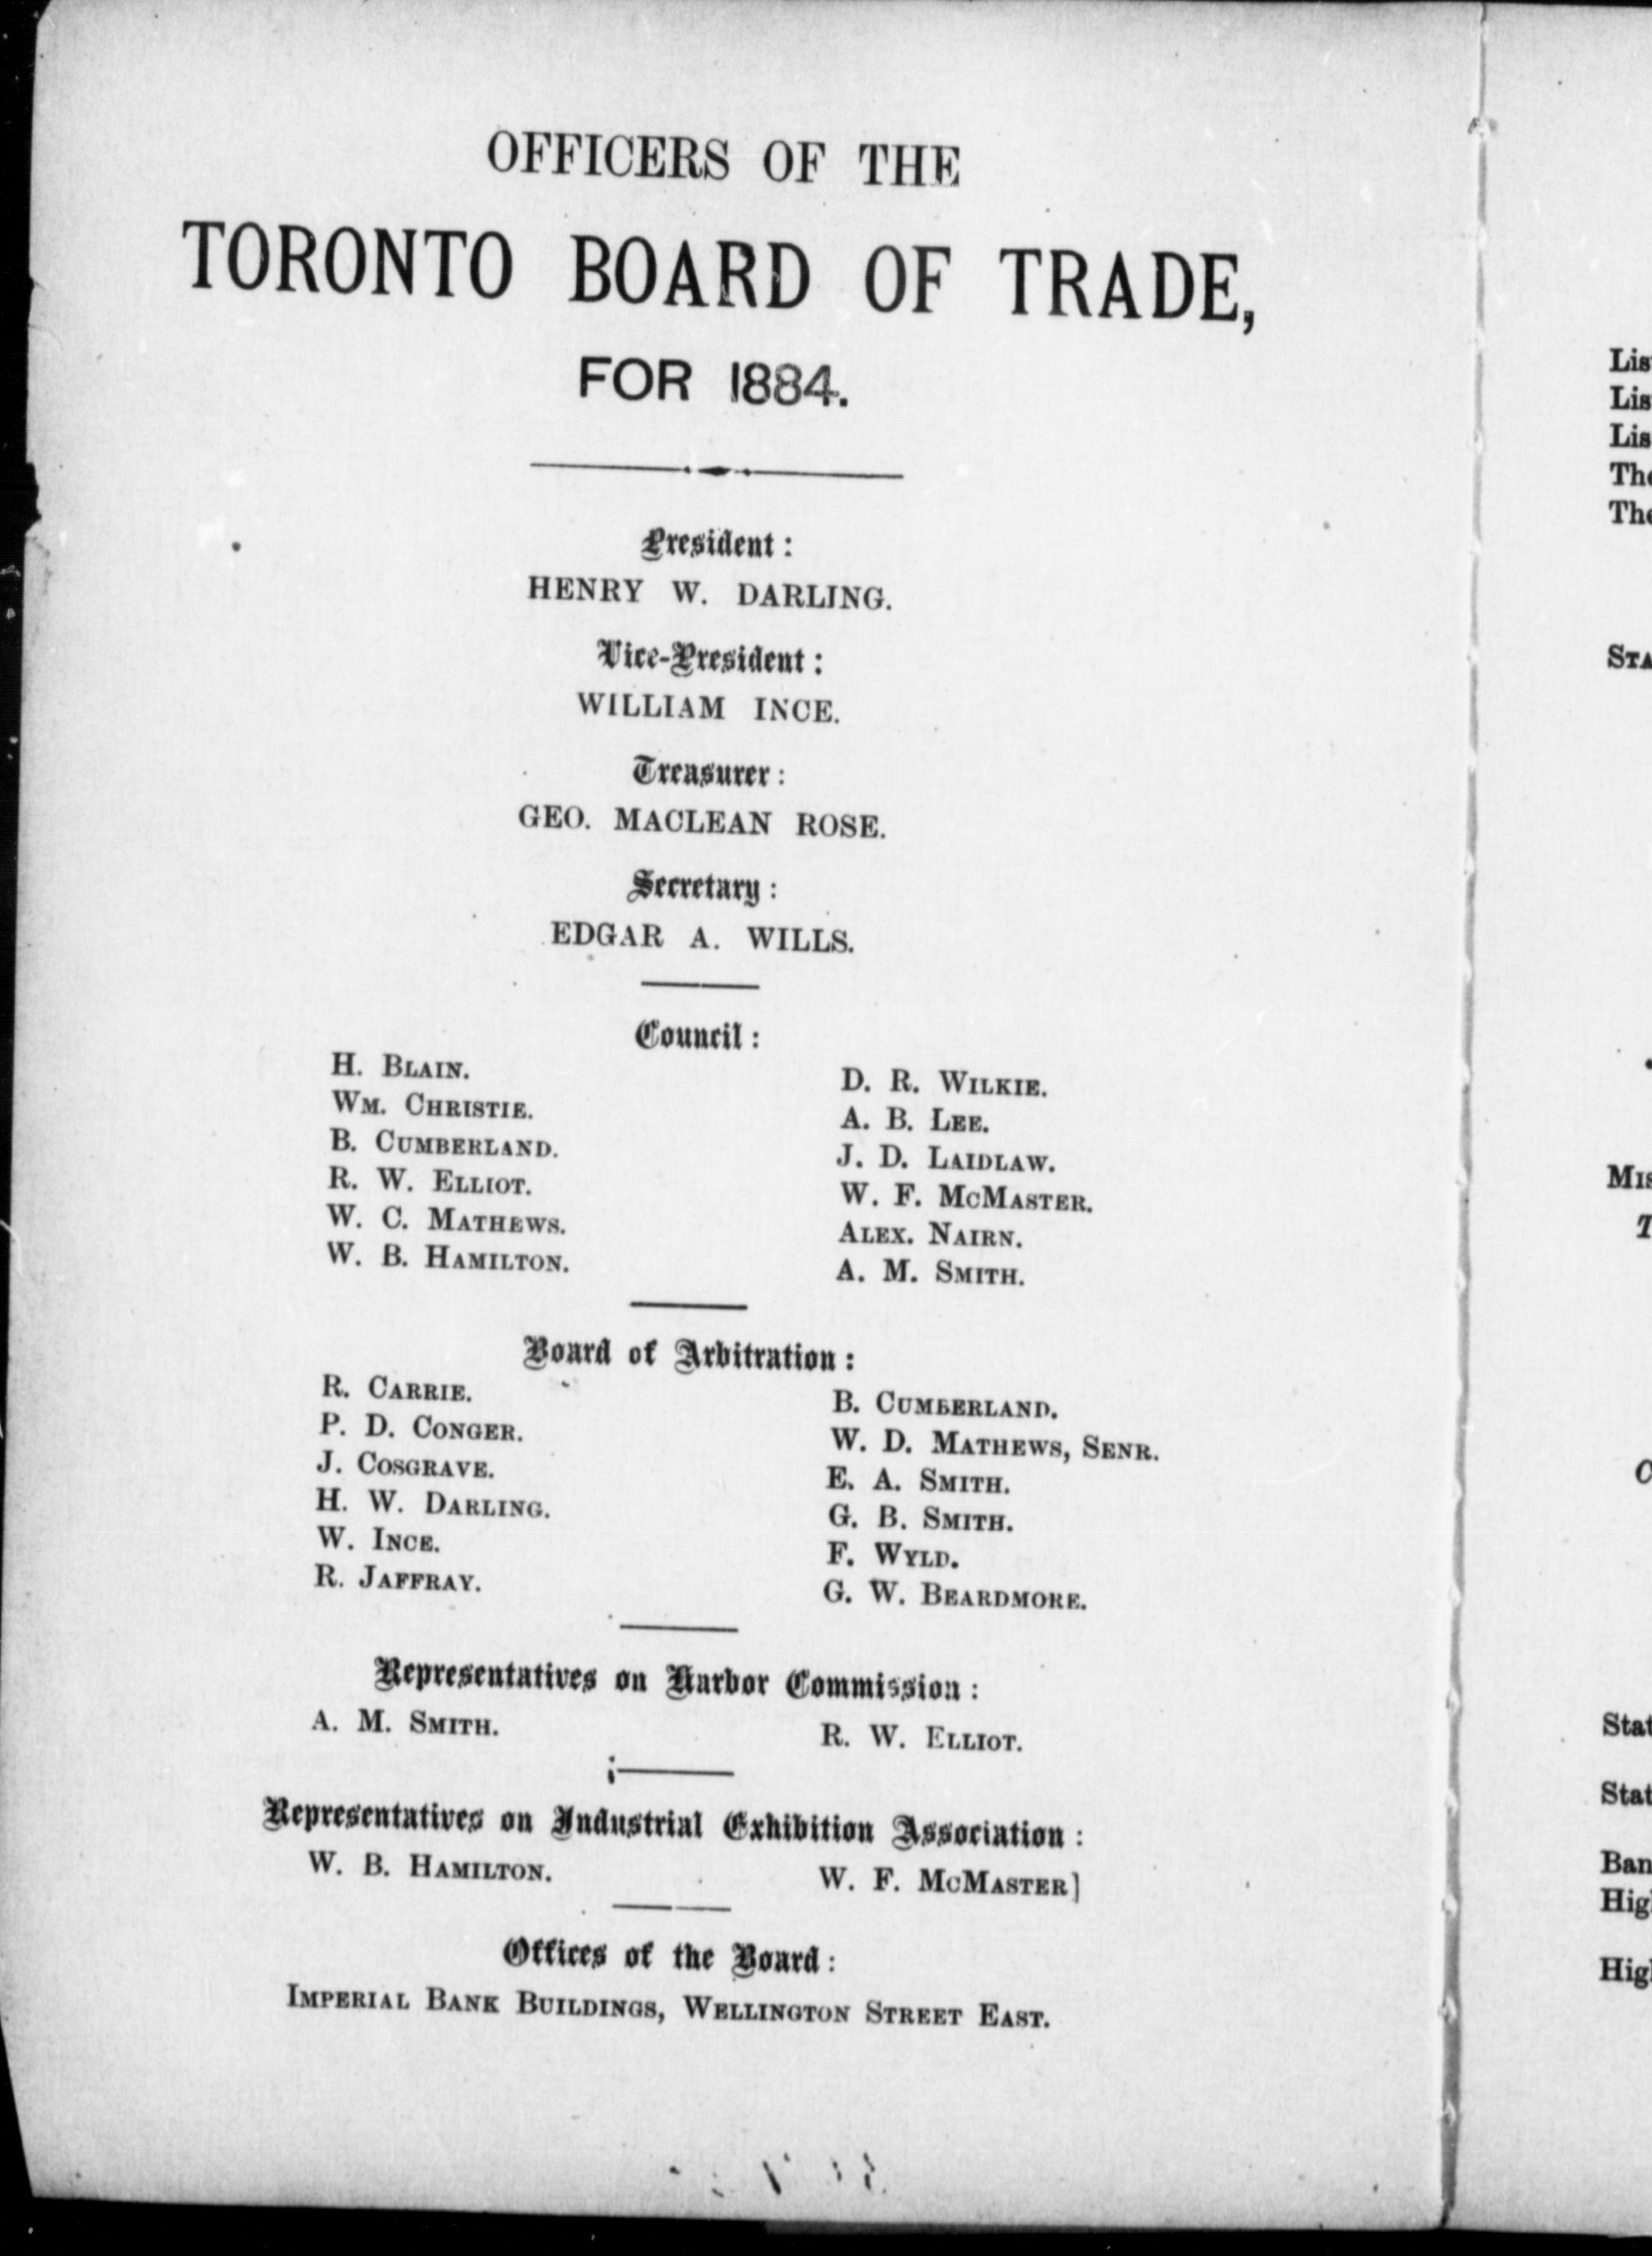 OFFICERS OF THE
TORONTO BOARD OF TRADE,
FOR 1884.
President:
HENRY W. DARLING.
Vice-President:
WILLIAM INCE.
Treasurer:
GEO. MACLEAN ROSE.
Secretary:
EDGAR A. WILLS.
Council:
H. BLAIN.
WM. CHRISTIE.
B. CUMBERLAND.
R. W. ELLIOT.
W. C. MATHEWS.
W. B. HAMILTON.
D. R. WILKIE.
A. B. LEE.
J. D. LAIDLAW.
W. F. MCMASTER.
ALEX. NAIRN.
A. M. SMITH.
Board of Arbitration:
R. CARRIE.
P. D. CONGER.
J. COSGRAVE.
H. W. DARLING.
W. INCE.
R. JAFFRAY.
B. CUMBERLAND.
W. D. MATHEWS, SENR.
E. A. SMITH.
G. B. SMITH.
F. WYLD.
G. W. BEARDMORE.
Representatives on Harbor Commission:
A. M. SMITH.
R. W. ELLIOT.
Representatives on Industrial Exhibition Association:
W. B. HAMILTON.
W. F. MCMASTER]
Offices of the Board:
IMPERIAL BANK BUILDINGS, WELLINGTON STREET EAST.